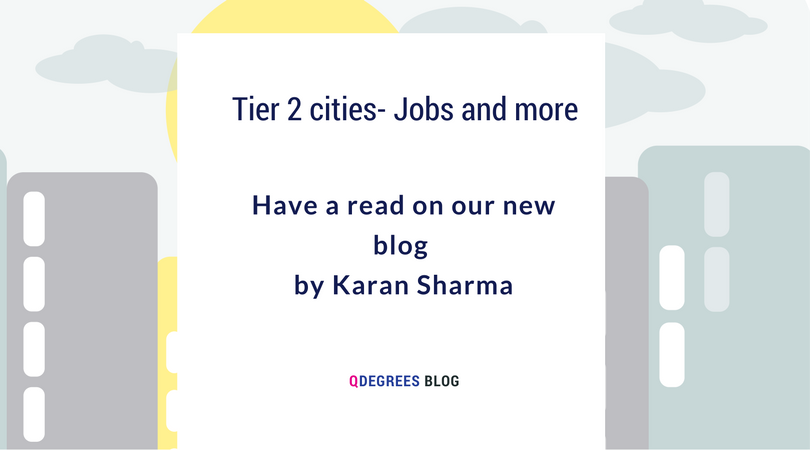 Tier 2 cities- Jobs and more
Have a read on our new
blog
by Karan Sharma
QDEGREES BLOG